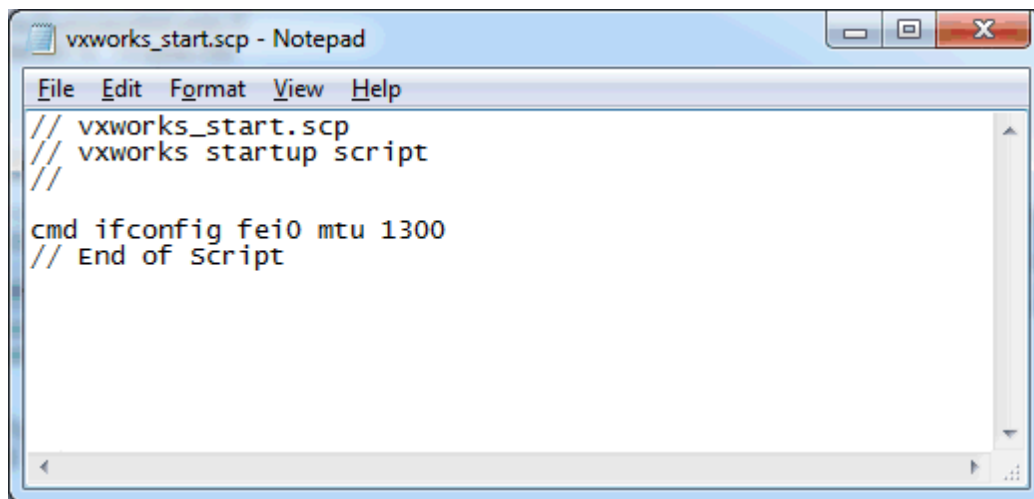 vxworks_start.scp - Notepad
File Edit Format View Help
// vxworks_start.scp
// vxworks startup script
//
cmd ifconfig fei0 mtu 1300
// End of Script